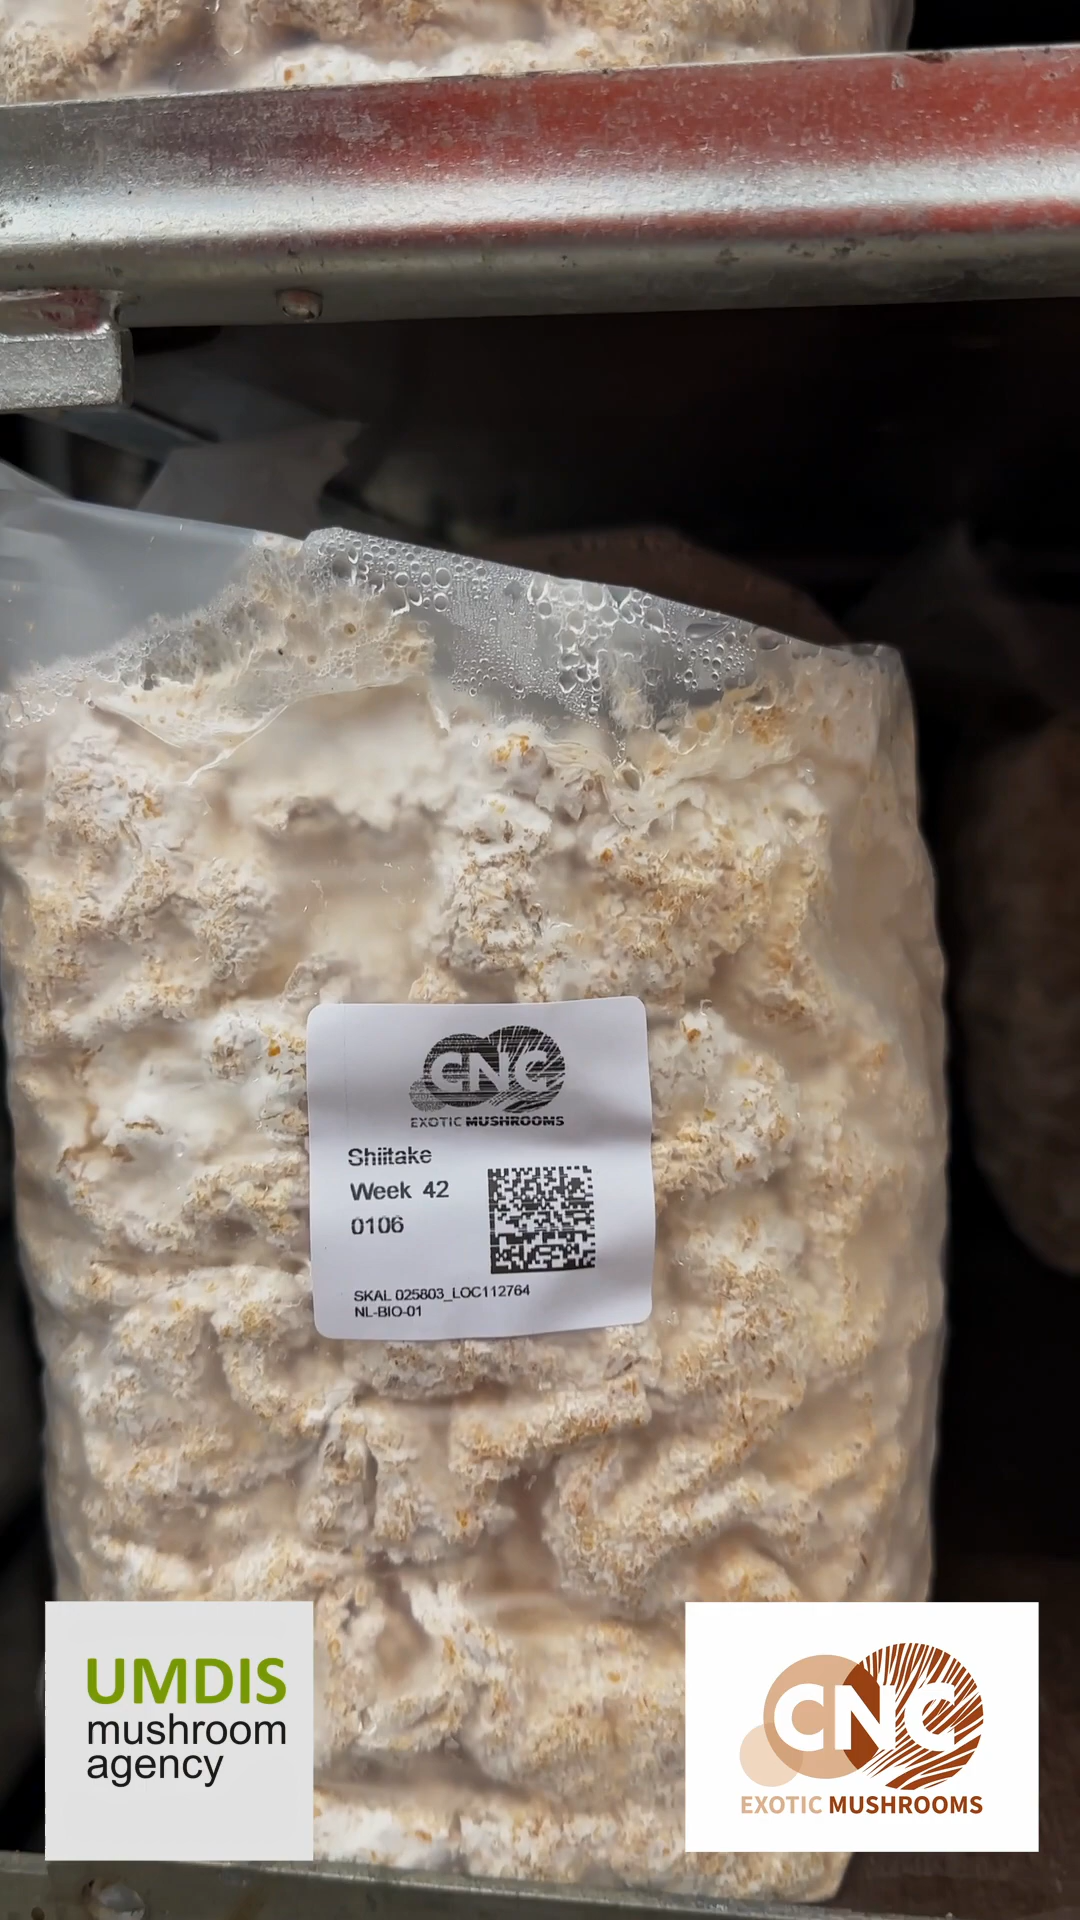 CNC
EXOTIC MUSHROOMS
Shiitake
Week 42
0106
SKAL 025803_LOC112764
NL-BIO-01
UMDIS
mushroom
agency
CNC
EXOTIC MUSHROOMS